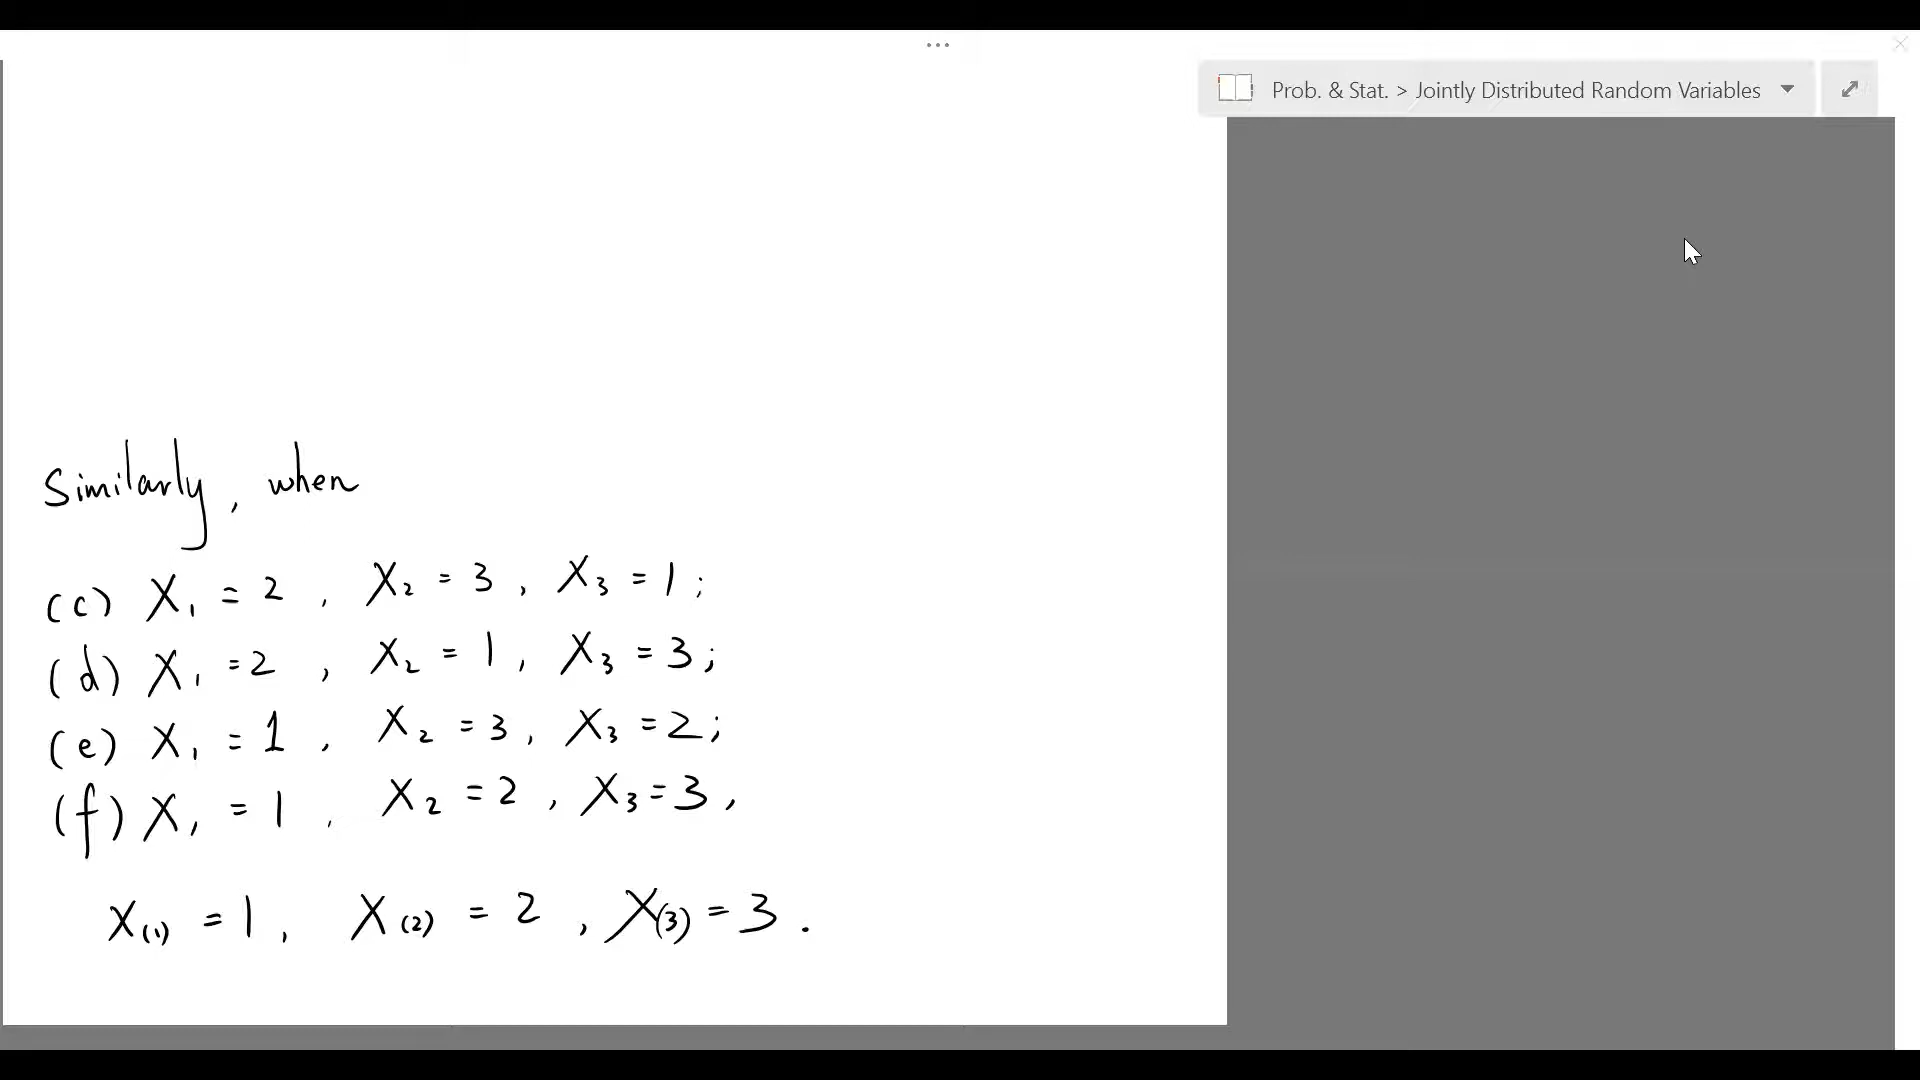 ...
Prob. & Stat. > Jointly Distributed Random Variables
Similarly, when
(c) X₁ = 2, X₂ = 3, X₃ = 1;
(d) X₁ = 2, X₂ = 1, X₃ = 3;
(e) X₁ = 1, X₂ = 3, X₃ = 2;
(f) X₁ = 1, X₂ = 2, X₃ = 3,
X₍₁₎ = 1, X₍₂₎ = 2, X₍₃₎ = 3.